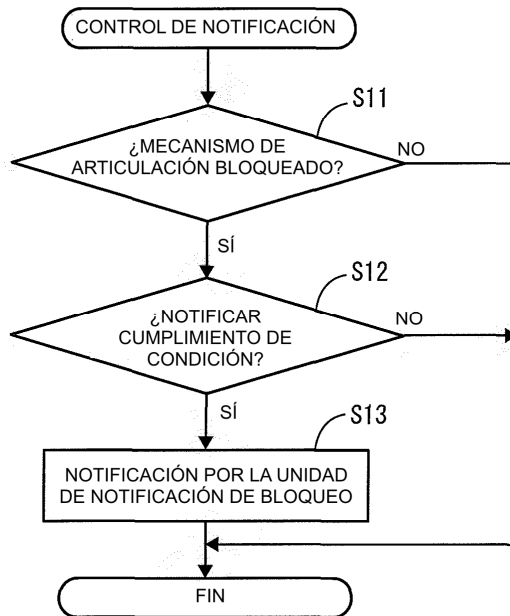 CONTROL DE NOTIFICACIÓN
S11
¿MECANISMO DE
ARTICULACIÓN BLOQUEADO?
NO
SÍ
S12
¿NOTIFICAR
CUMPLIMIENTO DE
CONDICIÓN?
NO
SÍ
S13
NOTIFICACIÓN POR LA UNIDAD
DE NOTIFICACIÓN DE BLOQUEO
FIN